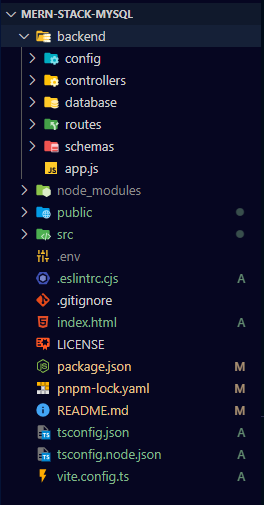 MERN-STACK-MYSQL
backend
config
controllers
database
routes
schemas
app.js
node_modules
public
src
.env
.eslintrc.cjs A
.gitignore
index.html A
LICENSE
package.json M
pnpm-lock.yaml M
README.md M
tsconfig.json A
tsconfig.node.json A
vite.config.ts A